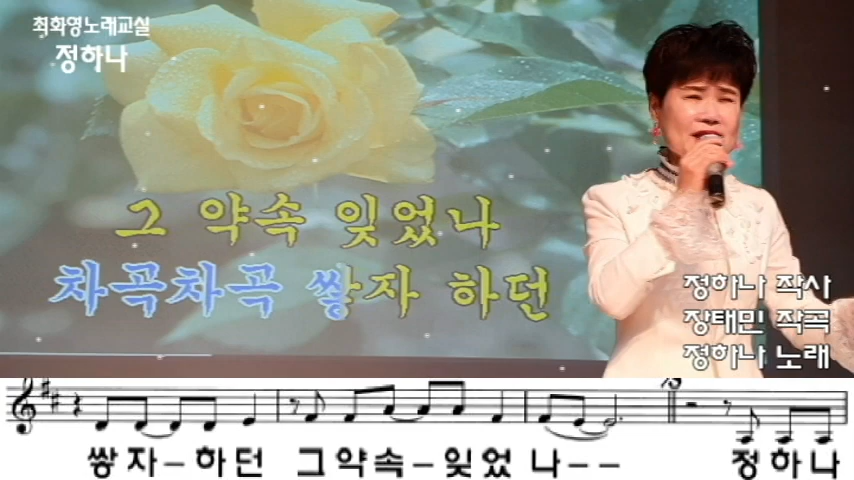 최화영노래교실
정하나
그 약속 잊었나
차곡차곡 쌓자 하던
정하나 작사
장태민 작곡
정하나 노래
쌓자-하던 그약속-잊었 나-- 정하나